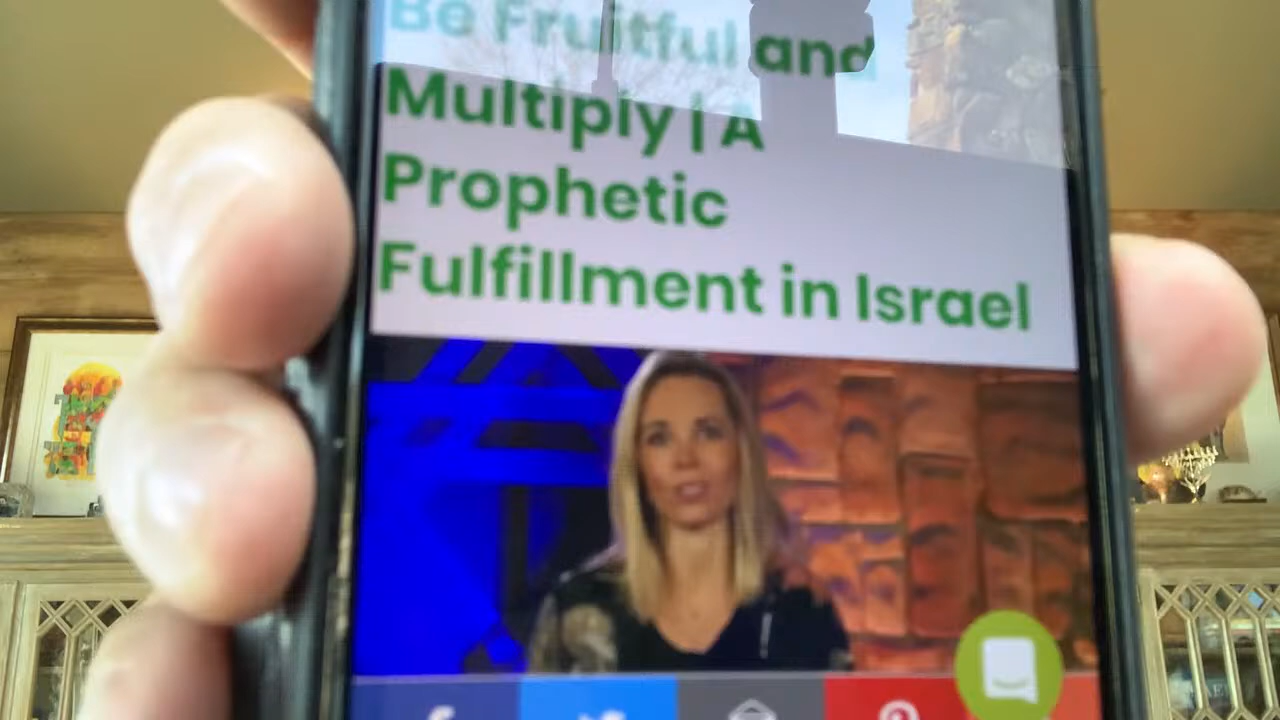 Be Fruitful and
Multiply | A
Prophetic
Fulfillment in Israel